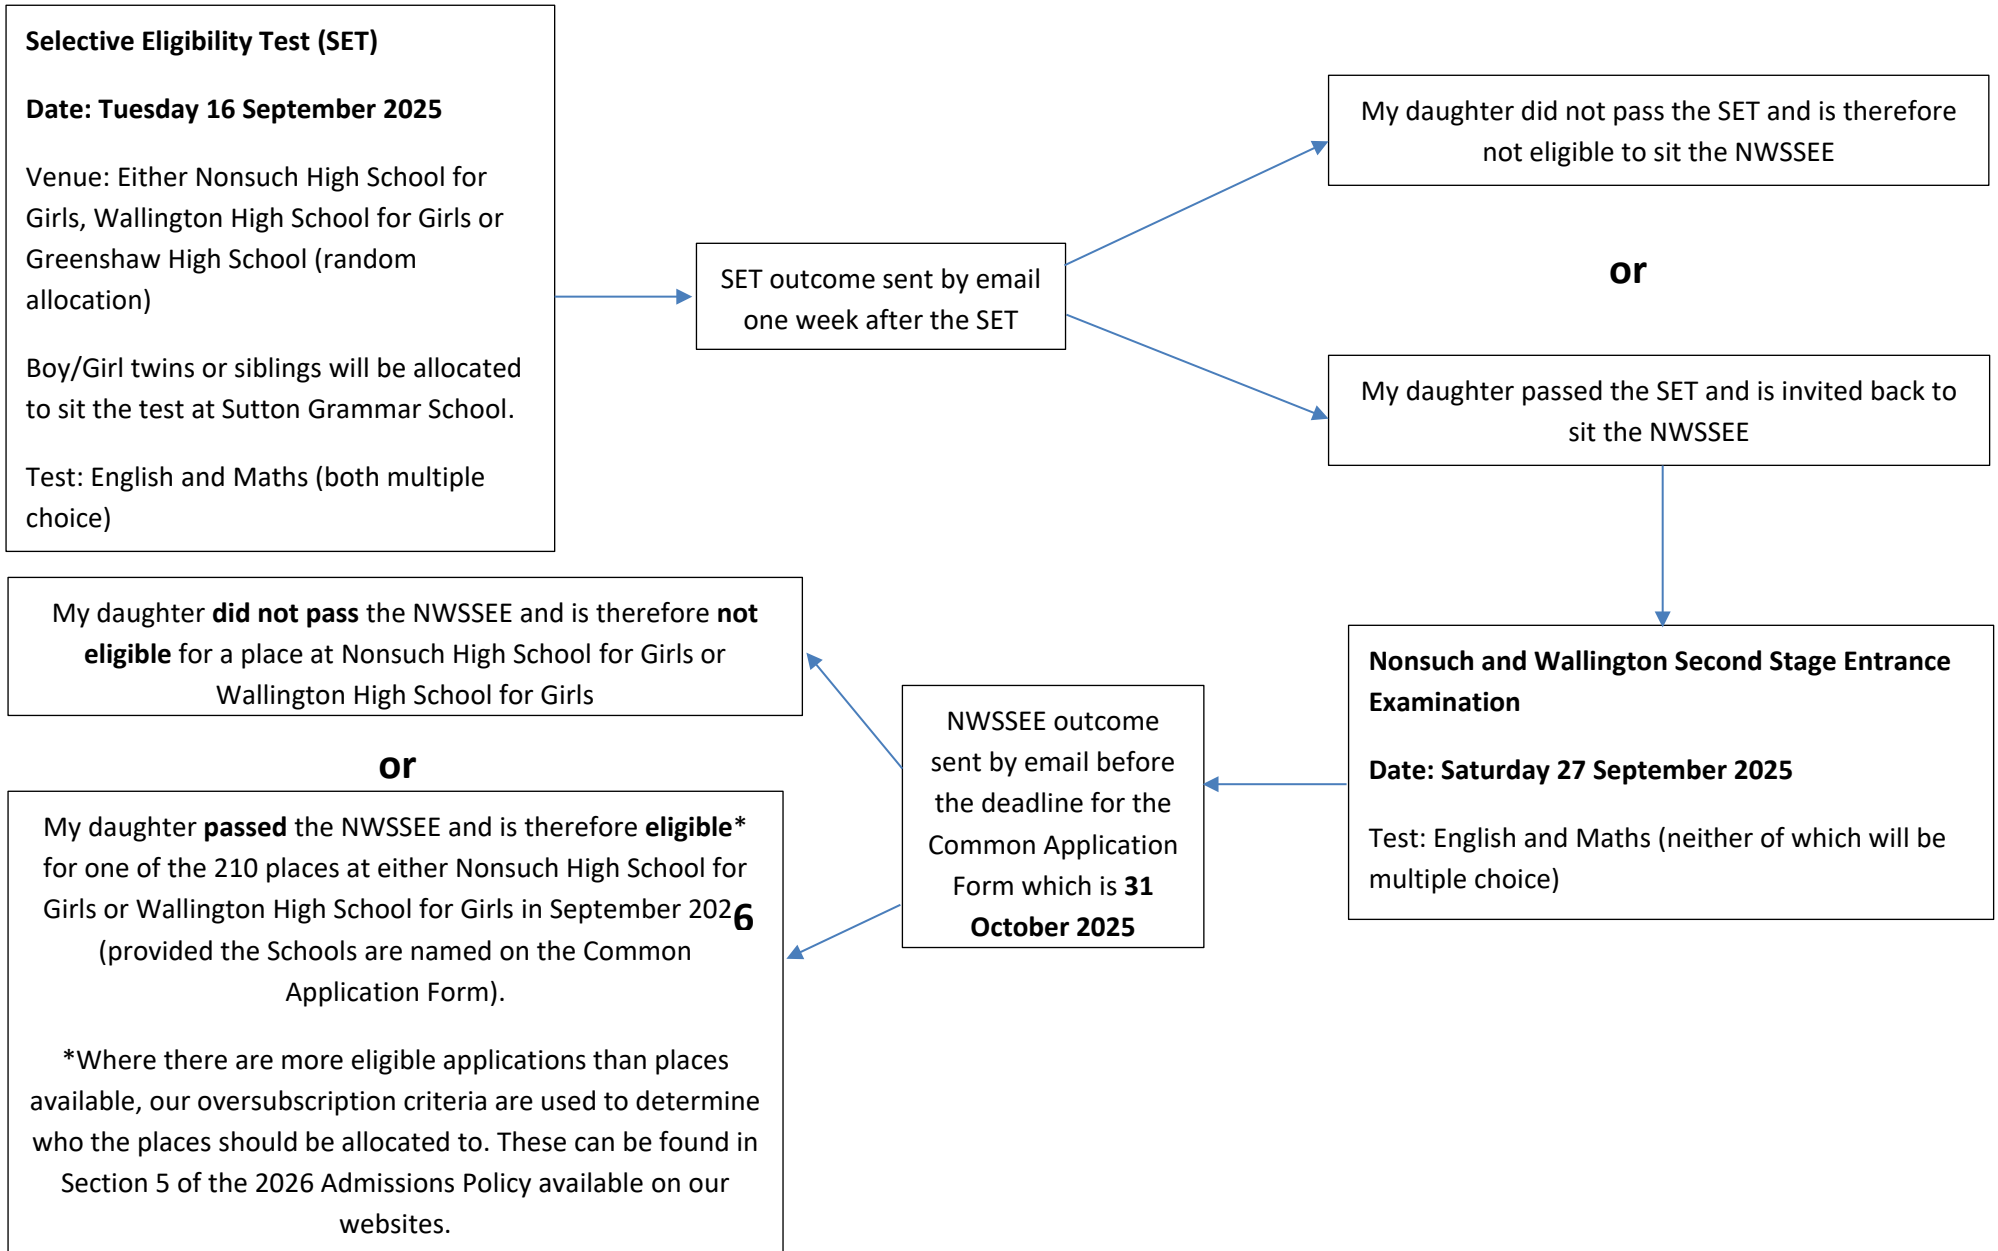 Selective Eligibility Test (SET)
Date: Tuesday 16 September 2025
Venue: Either Nonsuch High School for
Girls, Wallington High School for Girls or
Greenshaw High School (random
allocation)
Boy/Girl twins or siblings will be allocated
to sit the test at Sutton Grammar School.
Test: English and Maths (both multiple
choice)
SET outcome sent by email
one week after the SET
My daughter did not pass the SET and is therefore
not eligible to sit the NWSSEE
or
My daughter passed the SET and is invited back to
sit the NWSSEE
Nonsuch and Wallington Second Stage Entrance
Examination
Date: Saturday 27 September 2025
Test: English and Maths (neither of which will be
multiple choice)
NWSSEE outcome
sent by email before
the deadline for the
Common Application
Form which is 31
October 2025
My daughter did not pass the NWSSEE and is therefore not
eligible for a place at Nonsuch High School for Girls or
Wallington High School for Girls
or
My daughter passed the NWSSEE and is therefore eligible*
for one of the 210 places at either Nonsuch High School for
Girls or Wallington High School for Girls in September 2026
(provided the Schools are named on the Common
Application Form).
*Where there are more eligible applications than places
available, our oversubscription criteria are used to determine
who the places should be allocated to. These can be found in
Section 5 of the 2026 Admissions Policy available on our
websites.